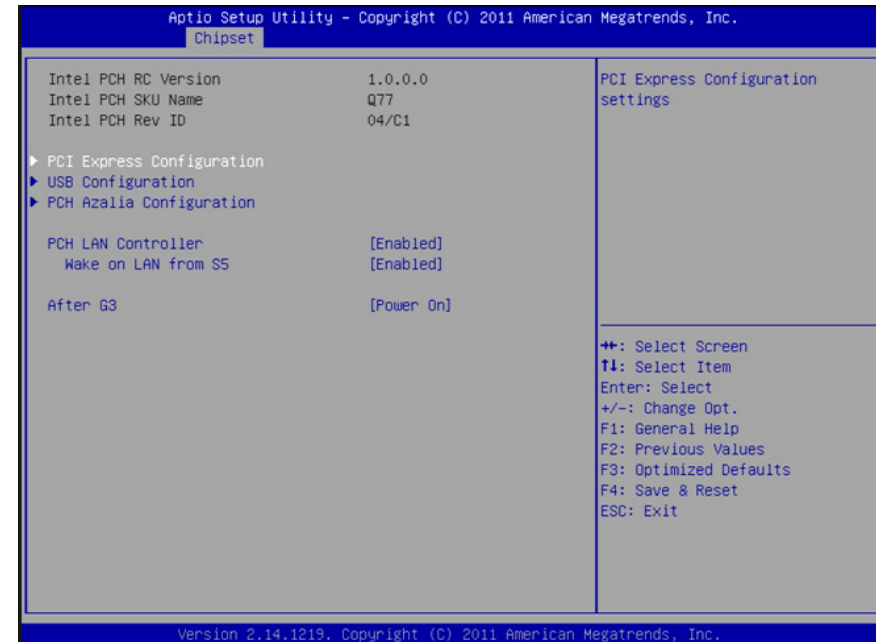 Aptio Setup Utility - Copyright (C) 2011 American Megatrends, Inc.
Chipset
Intel PCH RC Version 1.0.0.0
Intel PCH SKU Name Q77
Intel PCH Rev ID 04/C1
▶ PCI Express Configuration
▶ USB Configuration
▶ PCH Azalia Configuration
PCH LAN Controller [Enabled]
Wake on LAN from S5 [Enabled]
After G3 [Power On]
PCI Express Configuration
settings
→←: Select Screen
↑↓: Select Item
Enter: Select
+/-: Change Opt.
F1: General Help
F2: Previous Values
F3: Optimized Defaults
F4: Save & Reset
ESC: Exit
Version 2.14.1219. Copyright (C) 2011 American Megatrends, Inc.